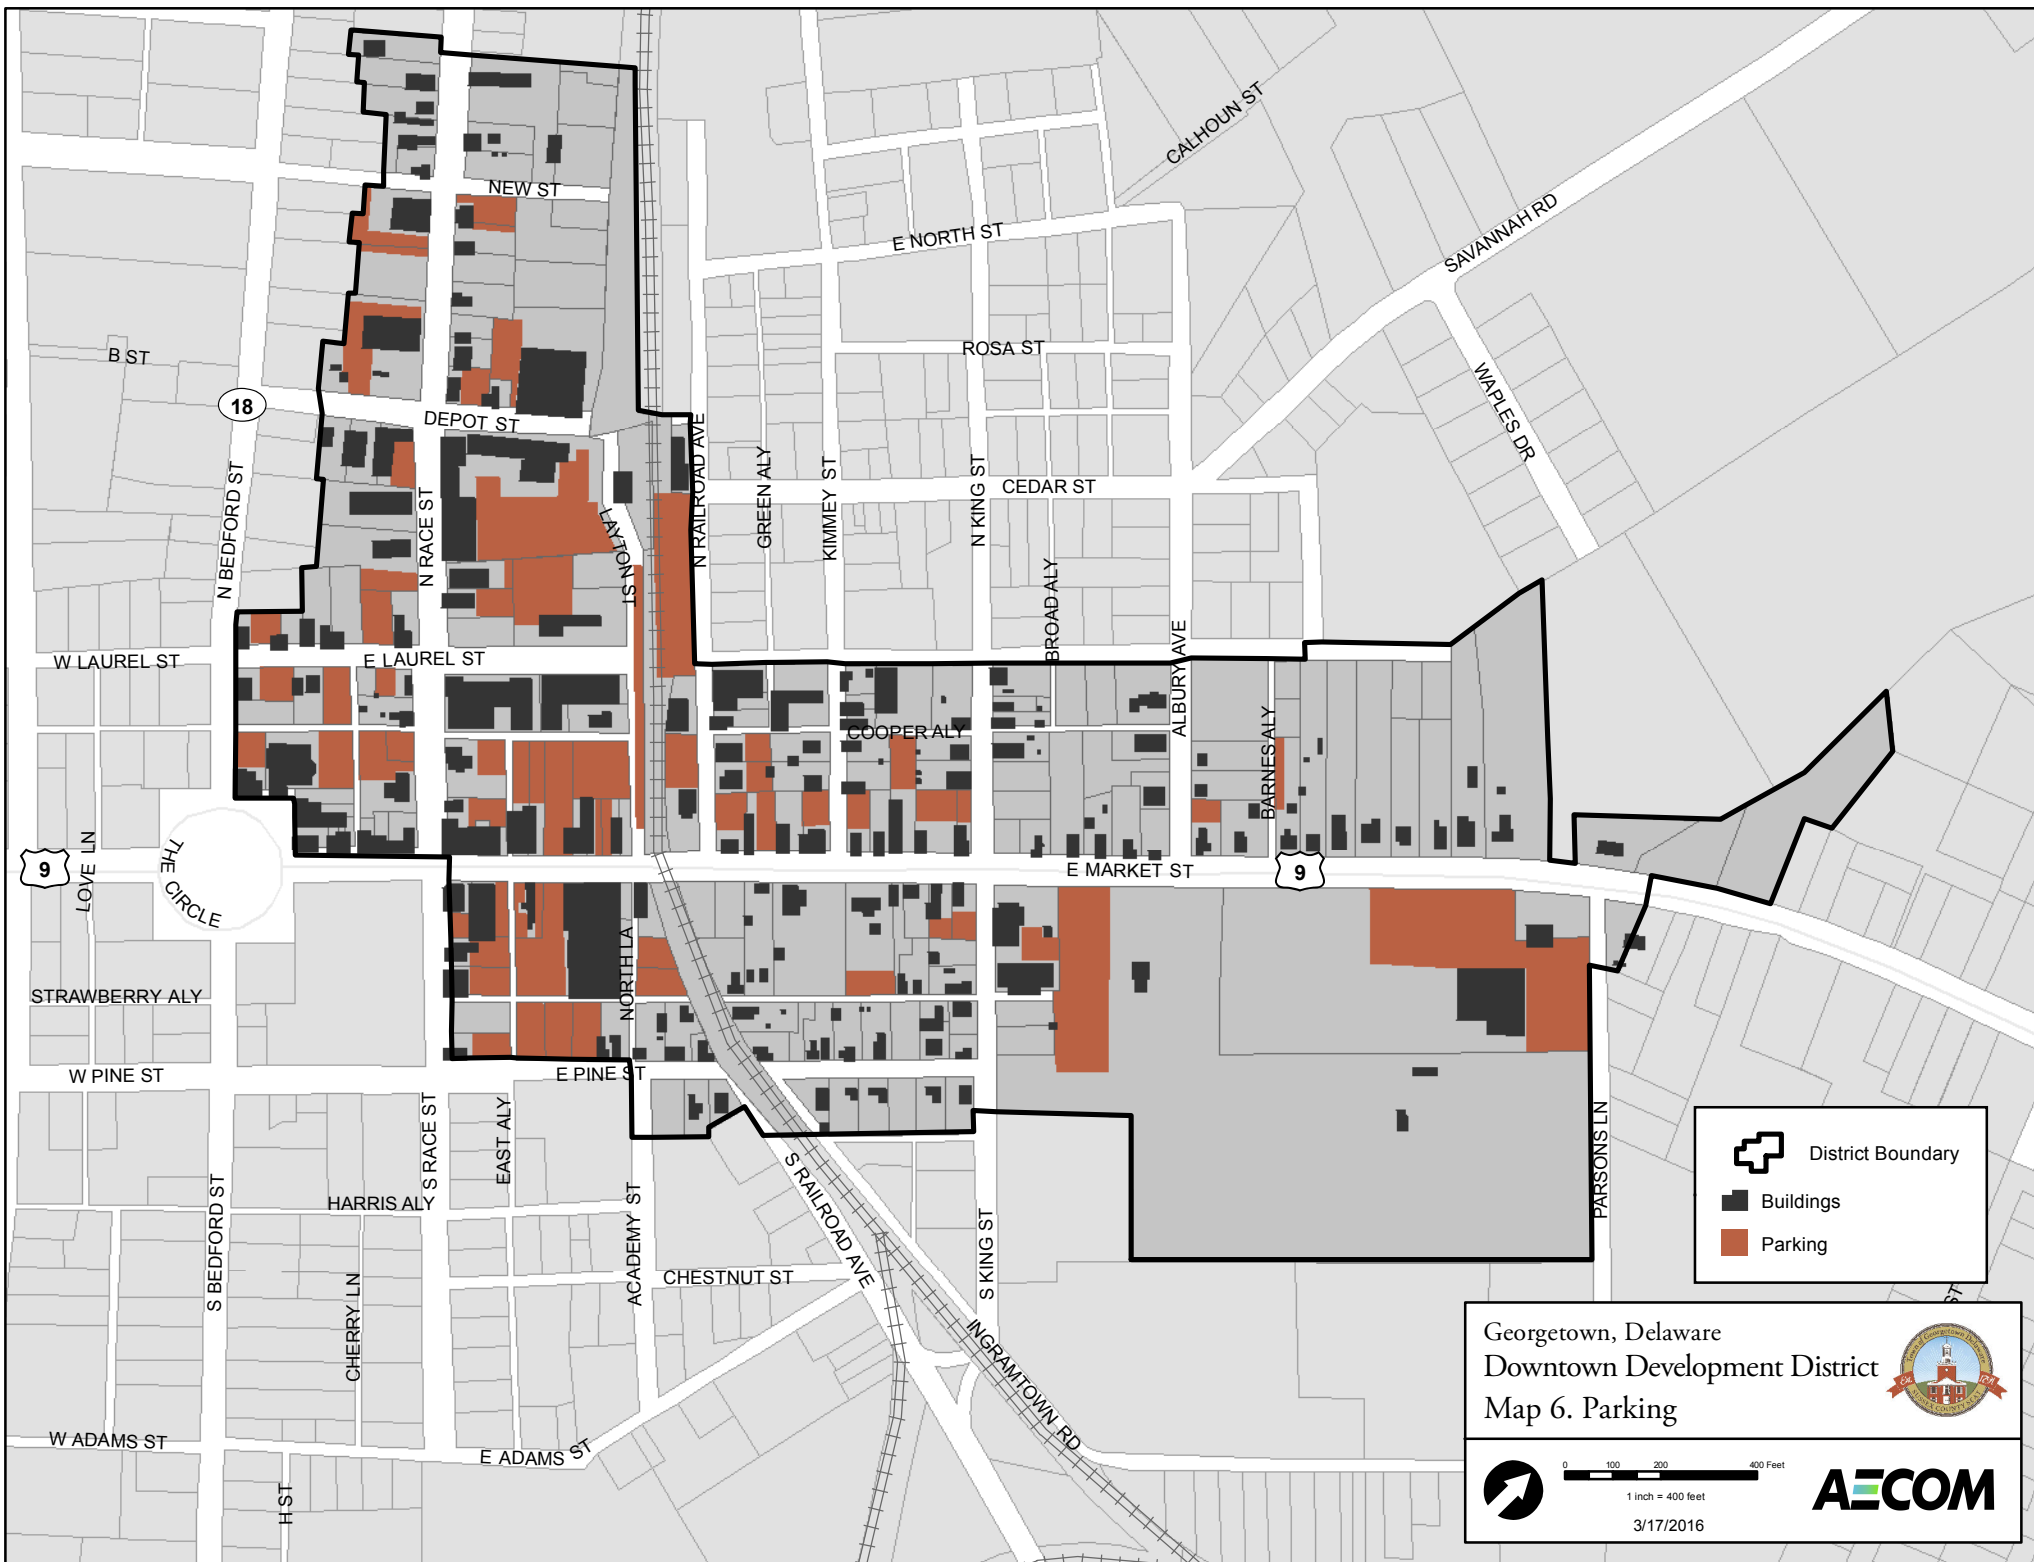 CALHOUN ST
NEW ST
E NORTH ST
SAVANNAH RD
B ST
ROSA ST
18
WAPLES DR
DEPOT ST
N BEDFORD ST
N RACE ST
LAYTON ST
N RAILROAD AVE
GREEN ALY
KIMMEY ST
N KING ST
CEDAR ST
BROAD ALY
ALBURY AVE
W LAUREL ST
E LAUREL ST
COOPER ALY
BARNES ALY
9
LOVE LN
THE CIRCLE
E MARKET ST
9
NORTH LA
STRAWBERRY ALY
W PINE ST
E PINE ST
S BEDFORD ST
S RACE ST
EAST ALY
HARRIS ALY
CHERRY LN
ACADEMY ST
CHESTNUT ST
S RAILROAD AVE
S KING ST
INGRAMTOWN RD
PARSONS LN
W ADAMS ST
E ADAMS ST
H ST
ST
District Boundary
Buildings
Parking
Georgetown, Delaware
Downtown Development District
Map 6. Parking
0 100 200 400 Feet
1 inch = 400 feet
3/17/2016
AECOM